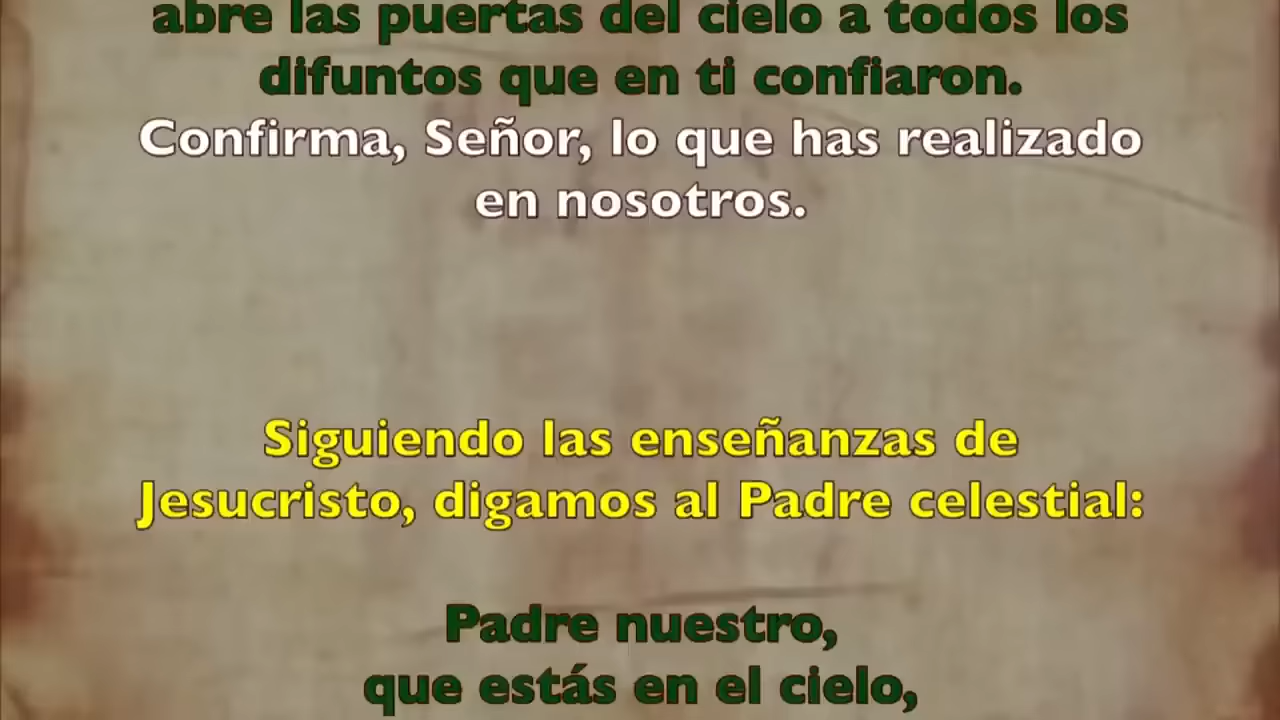 abre las puertas del cielo a todos los
difuntos que en ti confiaron.
Confirma, Señor, lo que has realizado
en nosotros.
Siguiendo las enseñanzas de
Jesucristo, digamos al Padre celestial:
Padre nuestro,
que estás en el cielo,